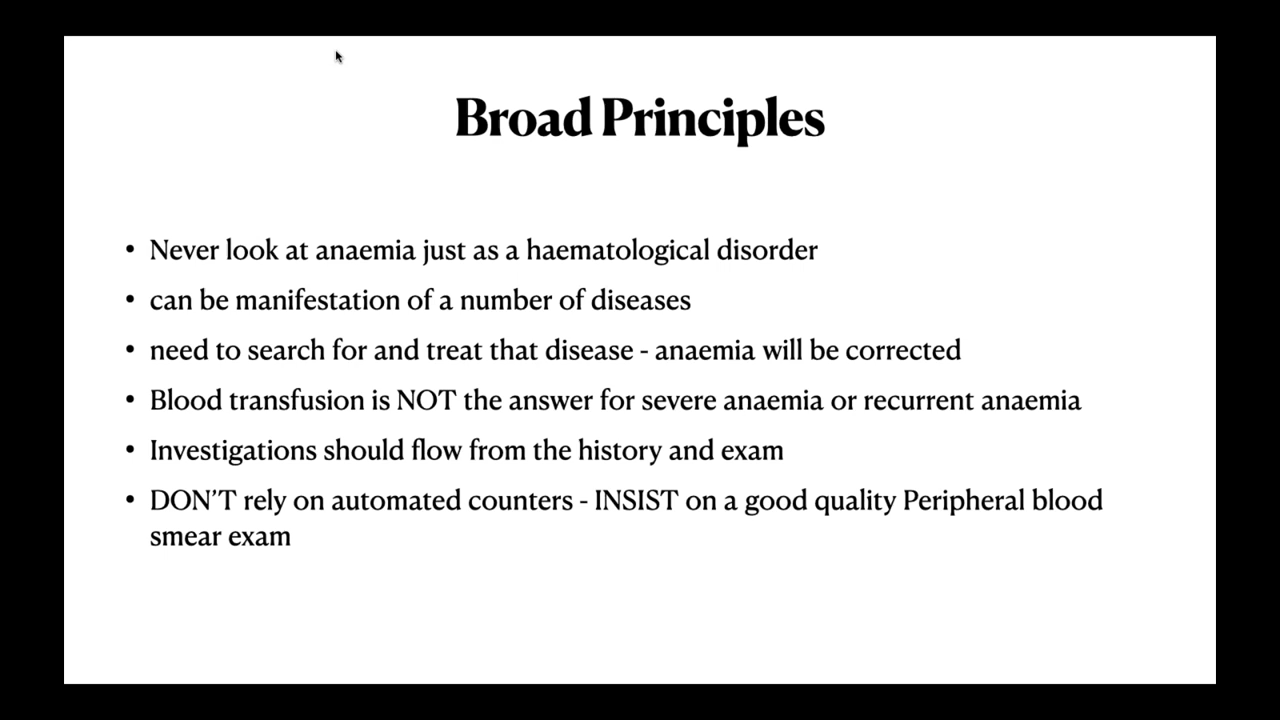 Broad Principles
• Never look at anaemia just as a haematological disorder
• can be manifestation of a number of diseases
• need to search for and treat that disease - anaemia will be corrected
• Blood transfusion is NOT the answer for severe anaemia or recurrent anaemia
• Investigations should flow from the history and exam
• DON’T rely on automated counters - INSIST on a good quality Peripheral blood
smear exam